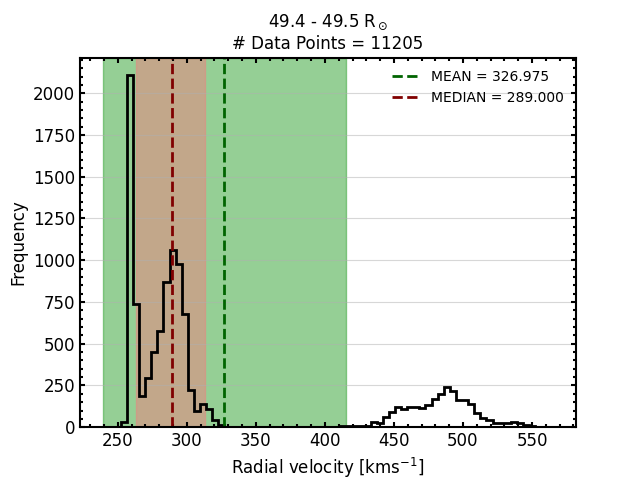 49.4 - 49.5 R⊙
# Data Points = 11205
MEAN = 326.975
MEDIAN = 289.000
Frequency
2000
1750
1500
1250
1000
750
500
250
0
250 300 350 400 450 500 550
Radial velocity [kms⁻¹]